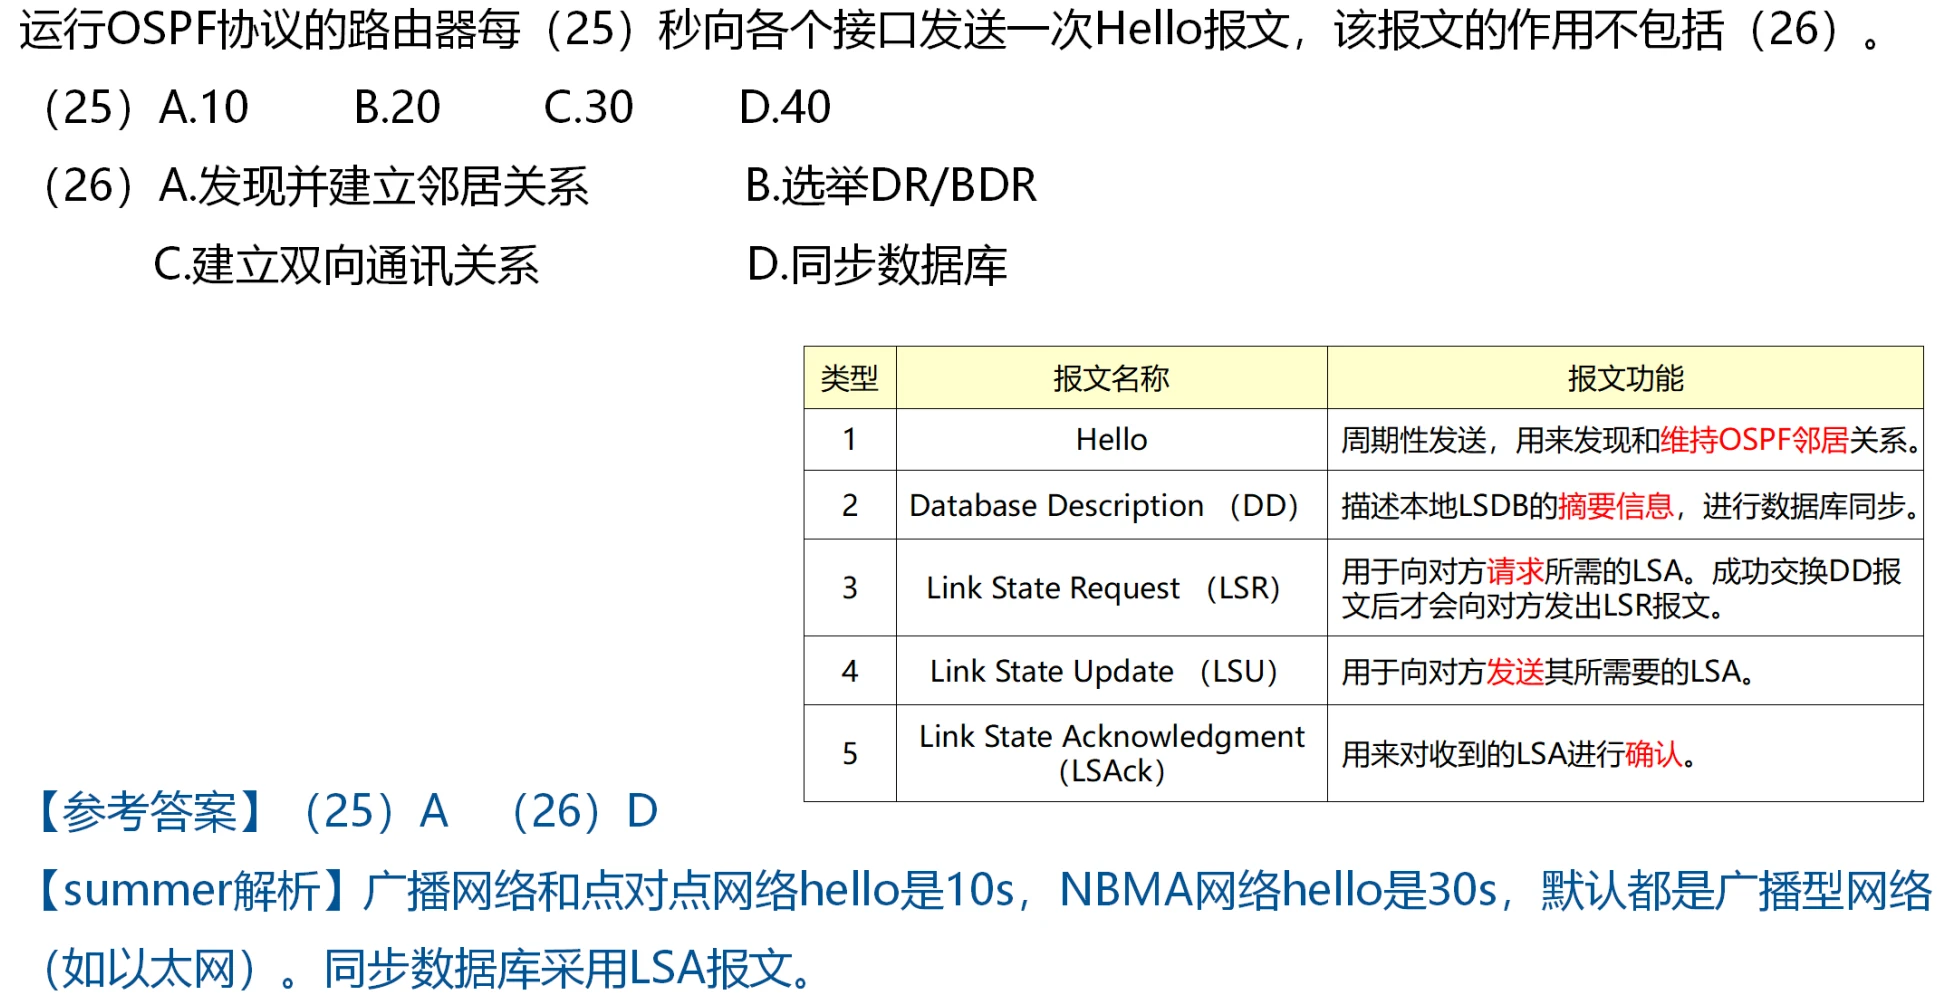 运行OSPF协议的路由器每（25）秒向各个接口发送一次Hello报文，该报文的作用不包括（26）。
（25）A.10 B.20 C.30 D.40
（26）A.发现并建立邻居关系 B.选举DR/BDR
C.建立双向通讯关系 D.同步数据库
类型 报文名称 报文功能
1 Hello 周期性发送，用来发现和维持OSPF邻居关系。
2 Database Description （DD） 描述本地LSDB的摘要信息，进行数据库同步。
3 Link State Request （LSR） 用于向对方请求所需的LSA。成功交换DD报
文后才会向对方发出LSR报文。
4 Link State Update （LSU） 用于向对方发送其所需要的LSA。
5 Link State Acknowledgment
（LSAck） 用来对收到的LSA进行确认。
【参考答案】（25）A （26）D
【summer解析】广播网络和点对点网络hello是10s，NBMA网络hello是30s，默认都是广播型网络
（如以太网）。同步数据库采用LSA报文。